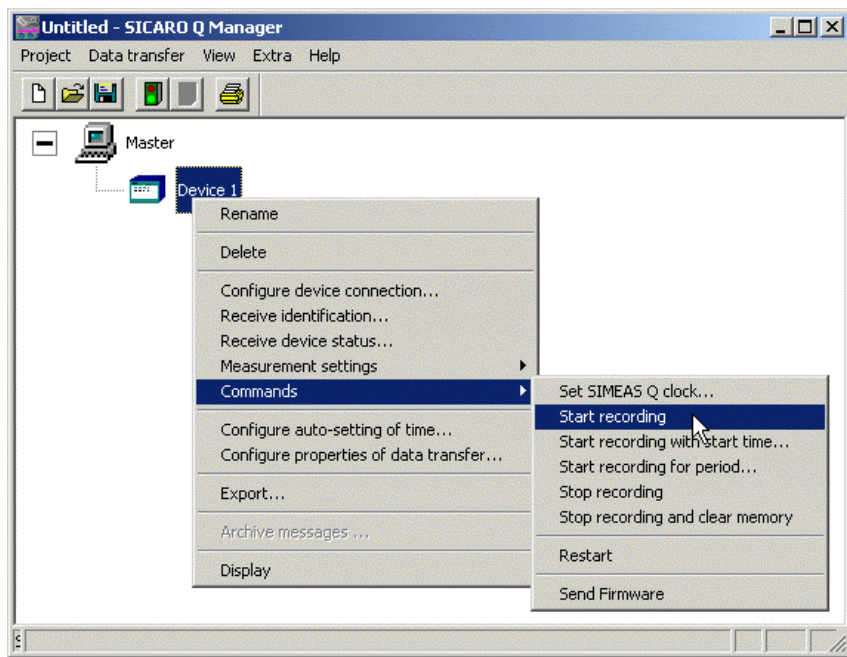 Untitled - SICARO Q Manager
Project Data transfer View Extra Help
Master
Device 1
Rename
Delete
Configure device connection...
Receive identification...
Receive device status...
Measurement settings
Commands
Configure auto-setting of time...
Configure properties of data transfer...
Export...
Archive messages ...
Display
Set SIMEAS Q clock...
Start recording
Start recording with start time...
Start recording for period...
Stop recording
Stop recording and clear memory
Restart
Send Firmware